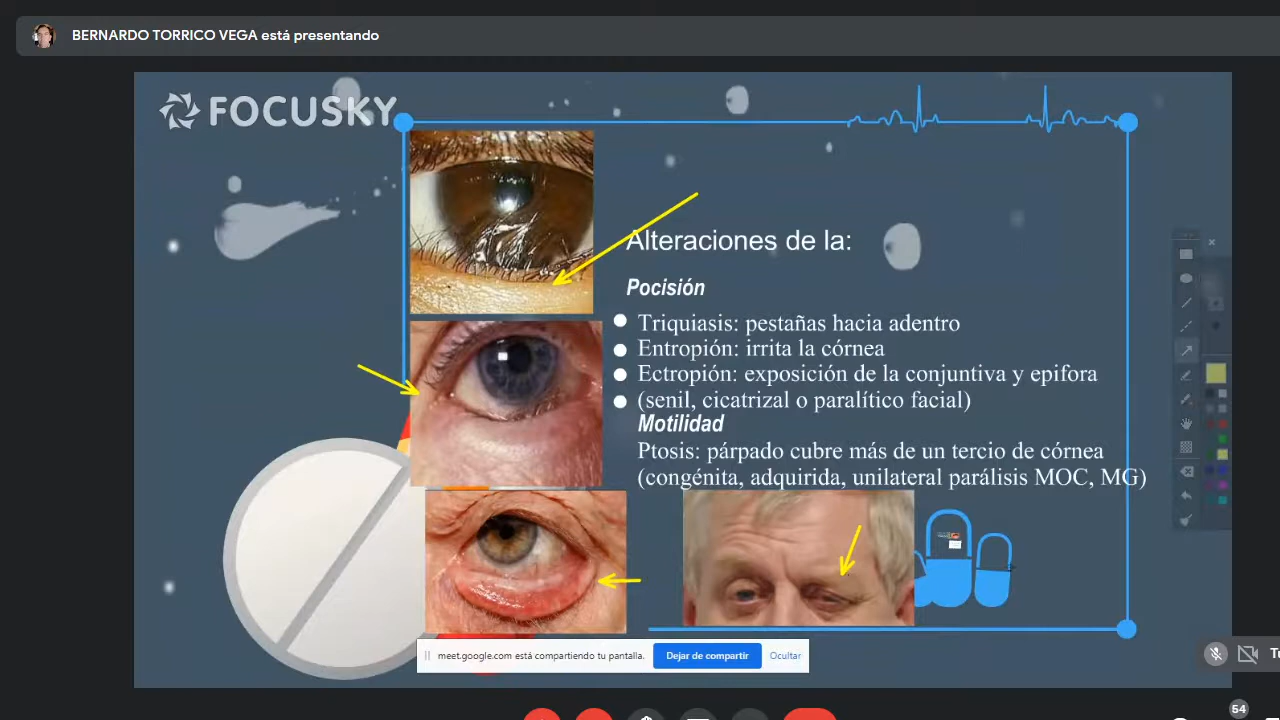 BERNARDO TORRICO VEGA está presentando
FOCUSKY
Alteraciones de la:
Pocisión
Triquiasis: pestañas hacia adentro
Entropión: irrita la córnea
Ectropión: exposición de la conjuntiva y epifora
(senil, cicatrizal o paralítico facial)
Motilidad
Ptosis: párpado cubre más de un tercio de córnea
(congénita, adquirida, unilateral parálisis MOC, MG)
meet.google.com está compartiendo tu pantalla.
Dejar de compartir
Ocultar
54